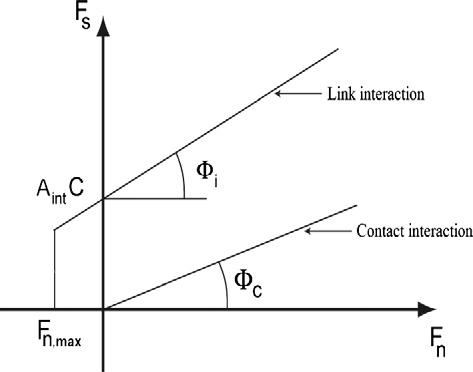 Fs
Link interaction
Φi
AintC
Contact interaction
Φc
Fn,max
Fn